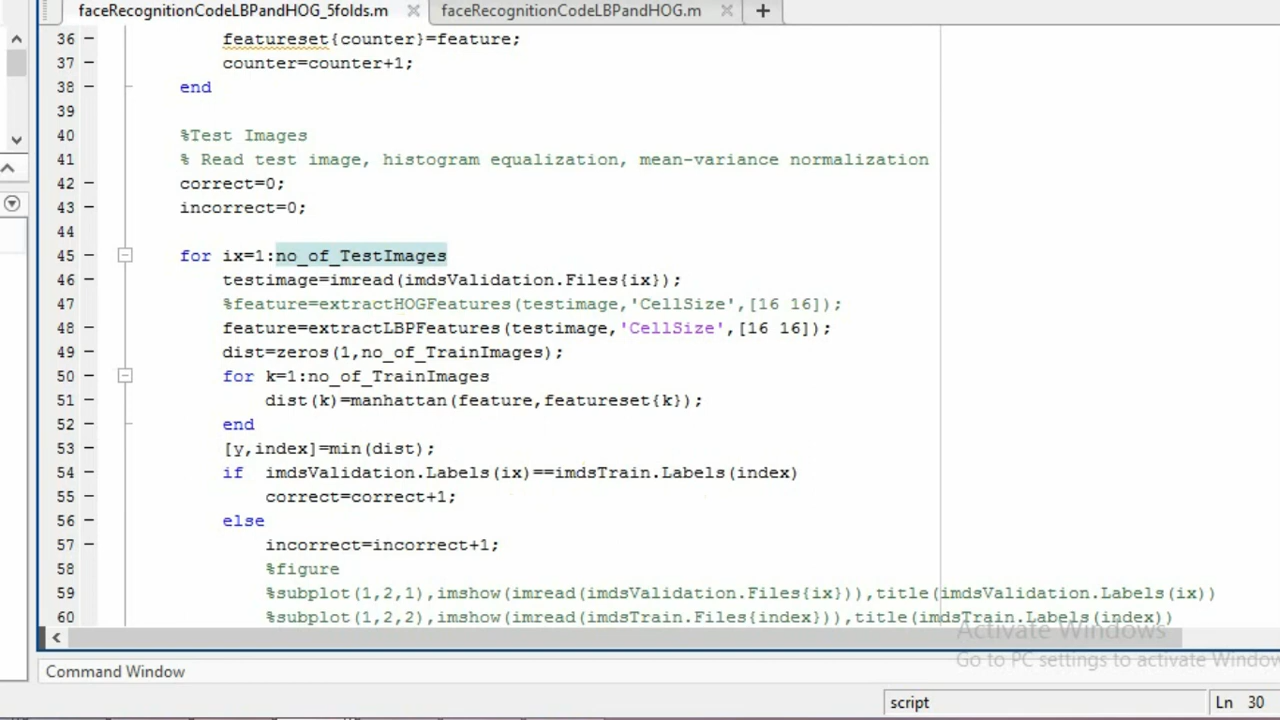 faceRecognitionCodeLBPandHOG_5folds.m × faceRecognitionCodeLBPandHOG.m × +
36 – featureset{counter}=feature;
37 – counter=counter+1;
38 – end
39
40 %Test Images
41 % Read test image, histogram equalization, mean-variance normalization
42 – correct=0;
43 – incorrect=0;
44
45 – for ix=1:no_of_TestImages
46 – testimage=imread(imdsValidation.Files{ix});
47 %feature=extractHOGFeatures(testimage,'CellSize',[16 16]);
48 – feature=extractLBPFeatures(testimage,'CellSize',[16 16]);
49 – dist=zeros(1,no_of_TrainImages);
50 – for k=1:no_of_TrainImages
51 – dist(k)=manhattan(feature,featureset{k});
52 – end
53 – [y,index]=min(dist);
54 – if imdsValidation.Labels(ix)==imdsTrain.Labels(index)
55 – correct=correct+1;
56 – else
57 – incorrect=incorrect+1;
58 %figure
59 %subplot(1,2,1),imshow(imread(imdsValidation.Files{ix})),title(imdsValidation.Labels(ix))
60 %subplot(1,2,2),imshow(imread(imdsTrain.Files{index})),title(imdsTrain.Labels(index))
Activate Windows
Go to PC settings to activate Window
Command Window
script Ln 30